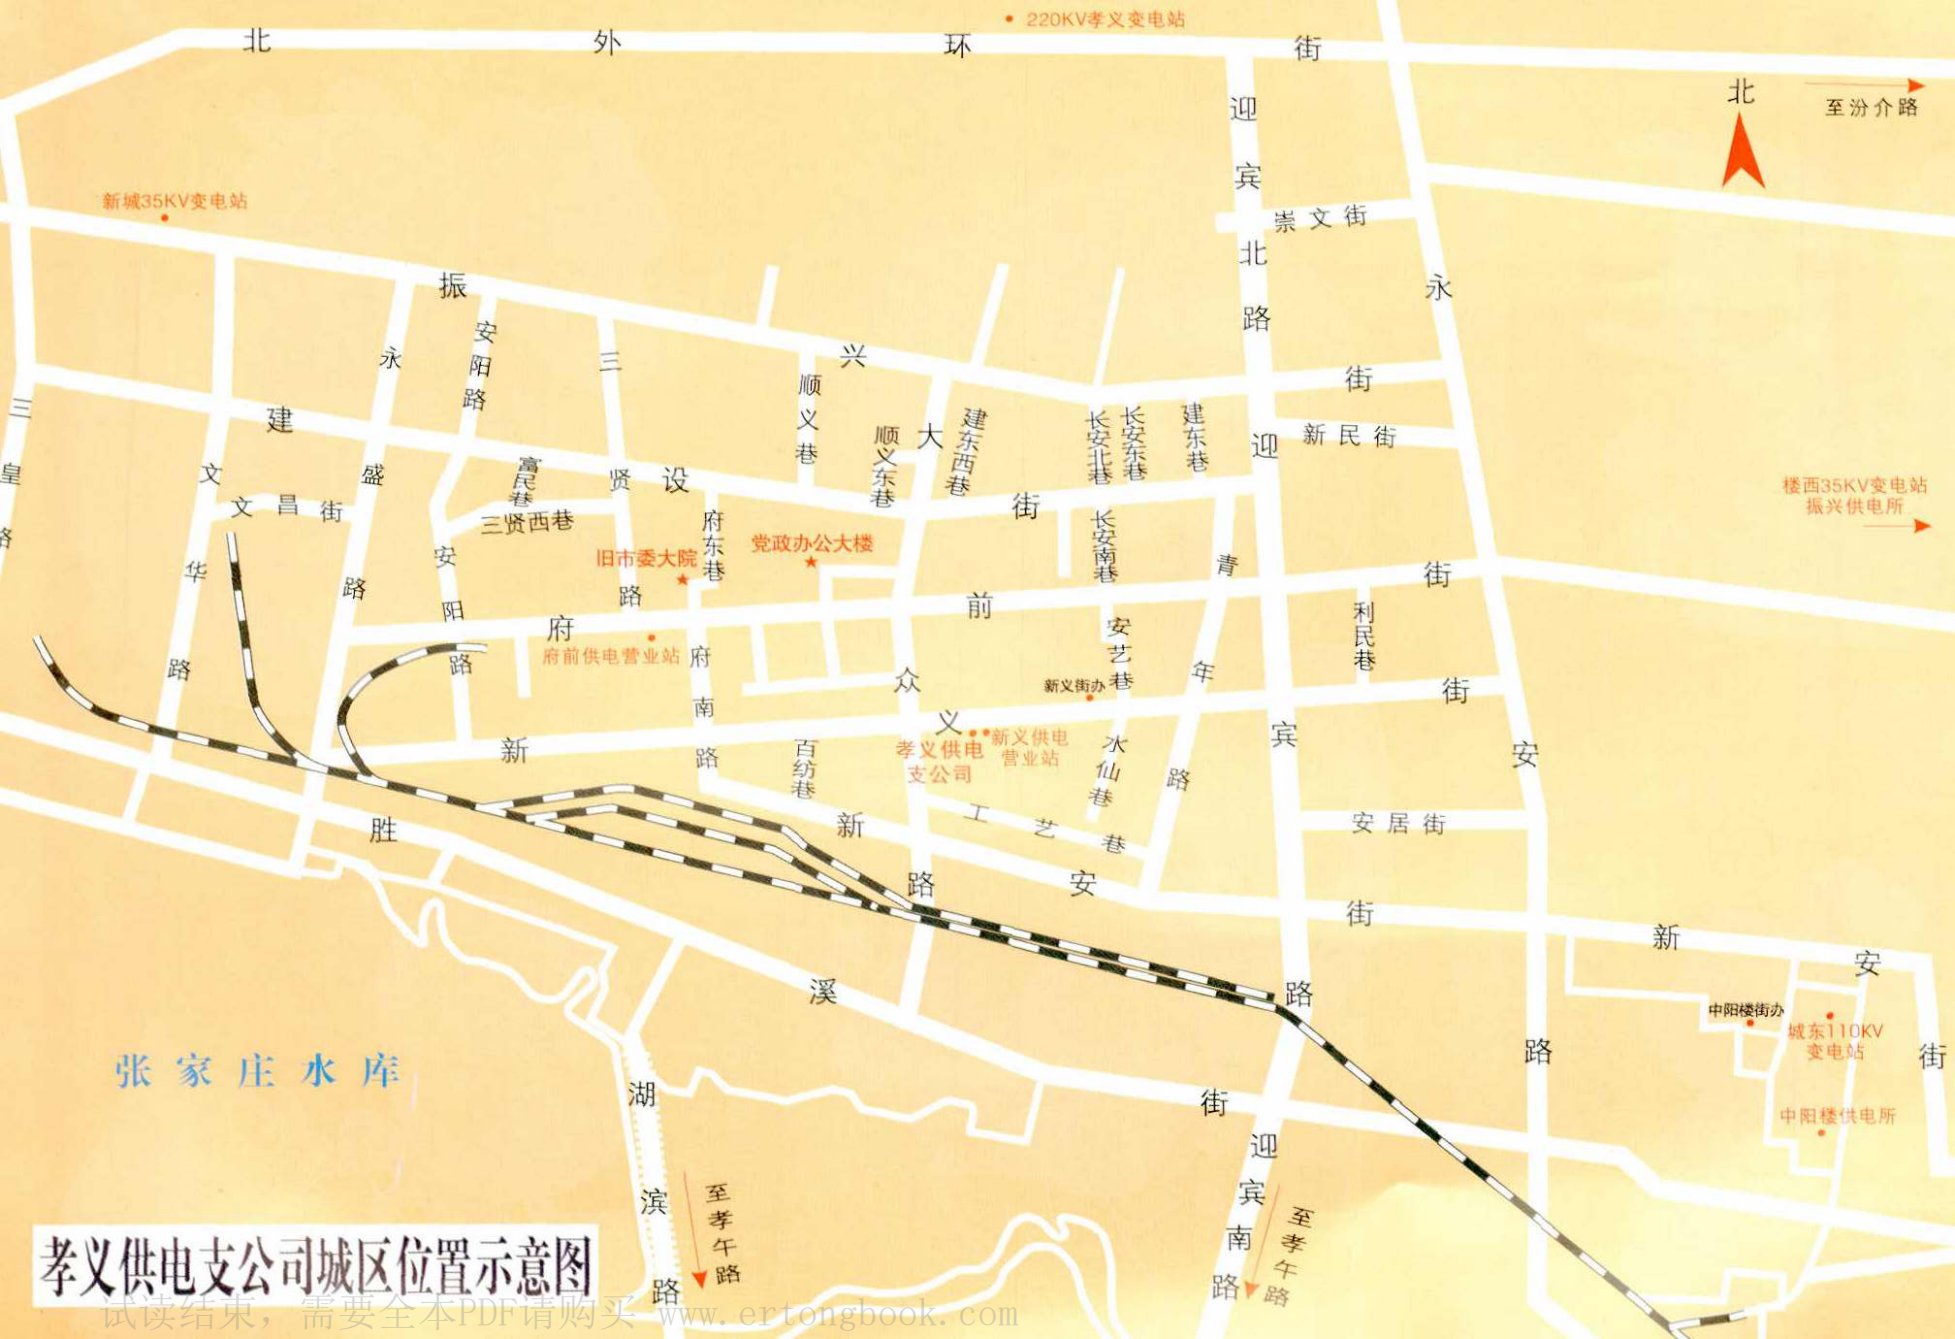 220KV孝义变电站
北外环街
北
至汾介路
新城35KV变电站
迎宾北路
崇文街
振兴街
永安路
安阳路
三贤路
永盛路
顺义巷
顺义东巷
大众路
建东西巷
长安北巷
长安东巷
建东巷
新民街
建设街
三皇路
文华路
文昌街
富民巷
三贤西巷
府东巷
长安南巷
楼西35KV变电站
振兴供电所
旧市委大院
党政办公大楼
安阳路
府前街
青年路
利民巷
安艺巷
府前供电营业站
府南路
新义街办
新义街
孝义供电
支公司
新义供电
营业站
百纺巷
水仙巷
迎宾路
工艺巷
安居街
新安街
胜溪街
新安街
中阳楼街办
城东110KV
变电站
中阳楼供电所
张家庄水库
湖滨路
至孝午路
迎宾南路
至孝午路
孝义供电支公司城区位置示意图
试读结束，需要全本PDF请购买 www.ertongbook.com